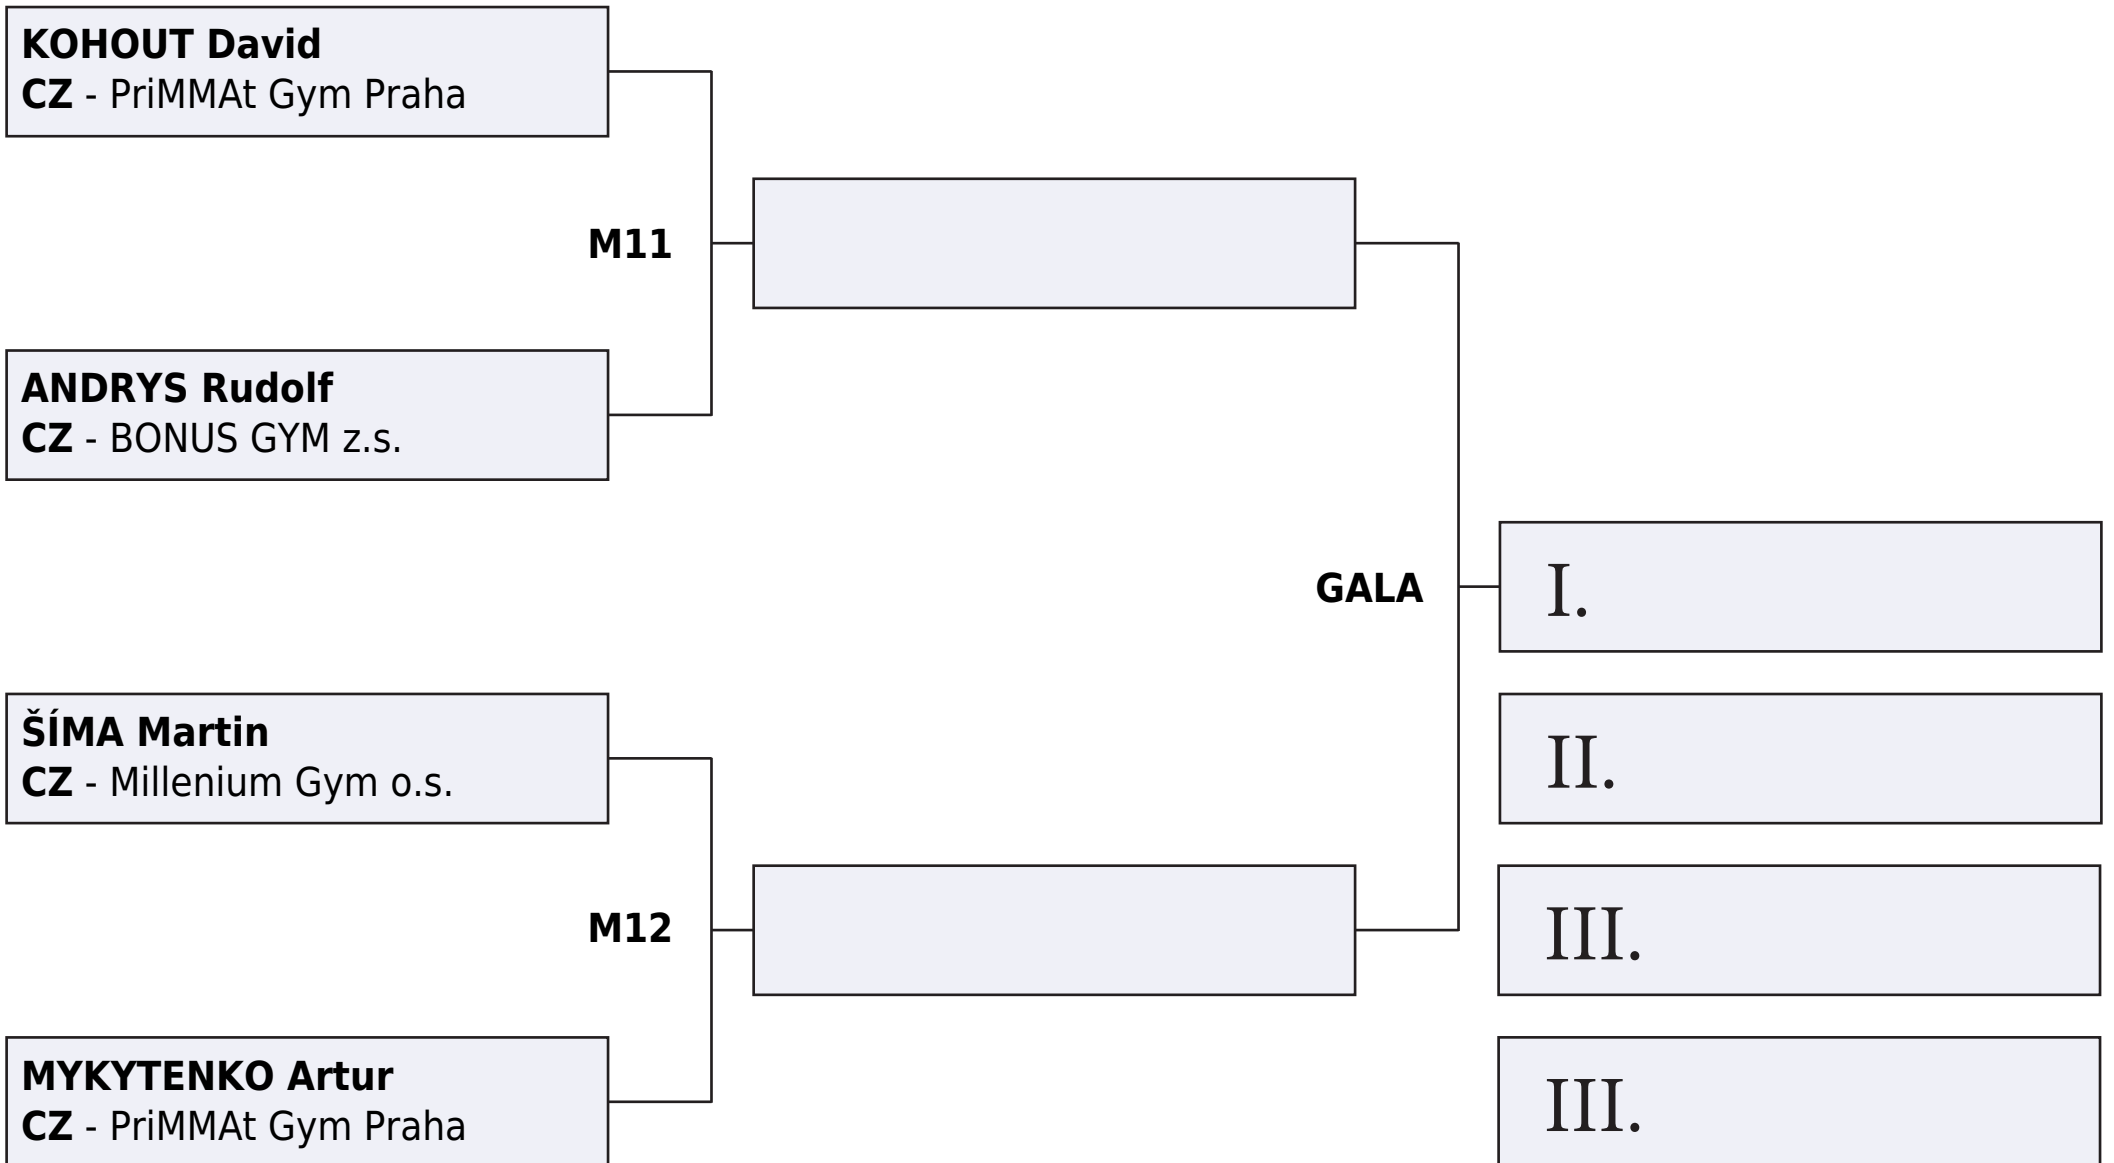 KOHOUT David
CZ - PriMMAt Gym Praha
M11
ANDRYS Rudolf
CZ - BONUS GYM z.s.
GALA
I.
ŠÍMA Martin
CZ - Millenium Gym o.s.
II.
M12
III.
MYKYTENKO Artur
CZ - PriMMAt Gym Praha
III.